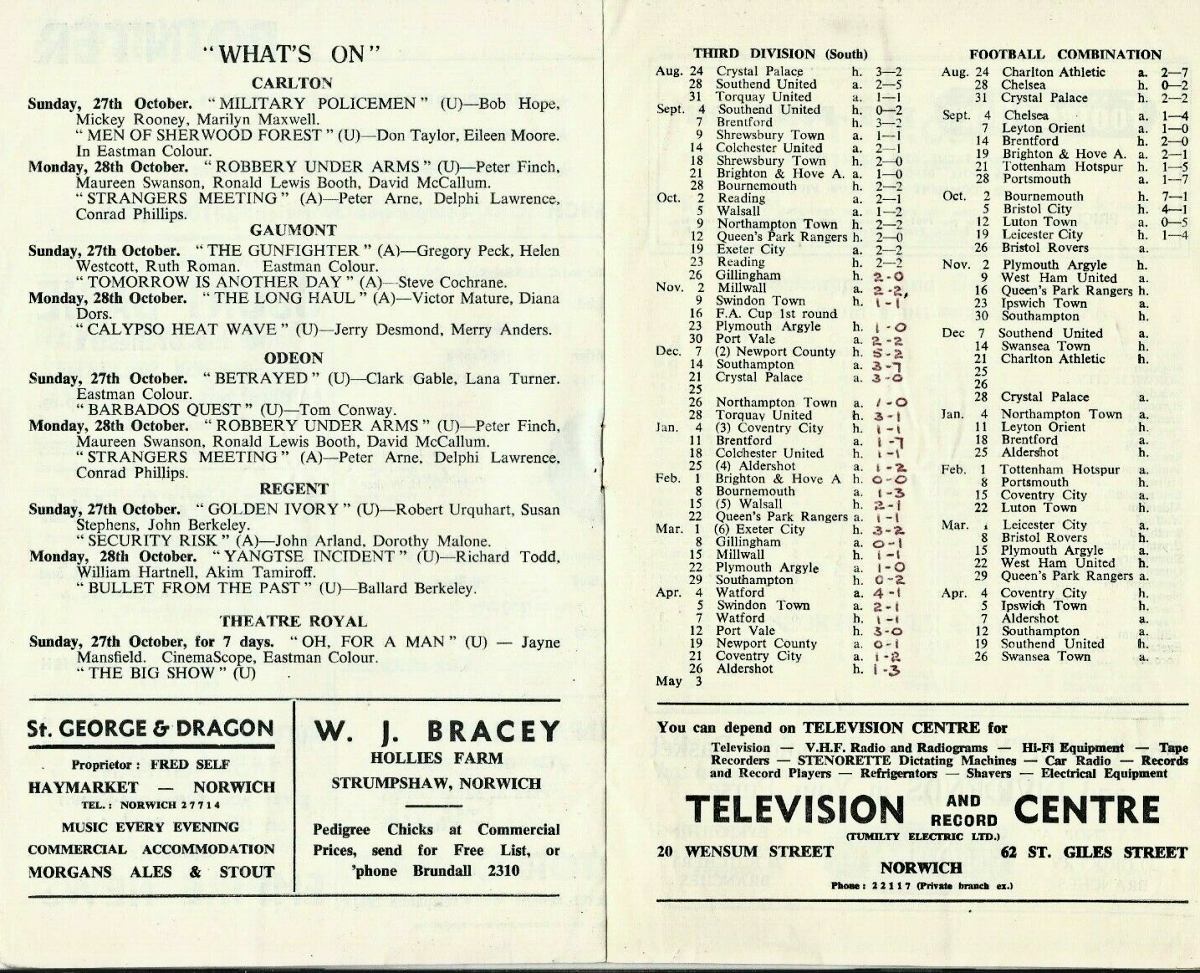 "WHAT'S ON"
CARLTON
Sunday, 27th October. "MILITARY POLICEMEN" (U)—Bob Hope,
Mickey Rooney, Marilyn Maxwell.
"MEN OF SHERWOOD FOREST" (U)—Don Taylor, Eileen Moore.
In Eastman Colour.
Monday, 28th October. "ROBBERY UNDER ARMS" (U)—Peter Finch,
Maureen Swanson, Ronald Lewis Booth, David McCallum.
"STRANGERS MEETING" (A)—Peter Arne, Delphi Lawrence,
Conrad Phillips.
GAUMONT
Sunday, 27th October. "THE GUNFIGHTER" (A)—Gregory Peck, Helen
Westcott, Ruth Roman. Eastman Colour.
"TOMORROW IS ANOTHER DAY" (A)—Steve Cochrane.
Monday, 28th October. "THE LONG HAUL" (A)—Victor Mature, Diana
Dors.
"CALYPSO HEAT WAVE" (U)—Jerry Desmond, Merry Anders.
ODEON
Sunday, 27th October. "BETRAYED" (U)—Clark Gable, Lana Turner.
Eastman Colour.
"BARBADOS QUEST" (U)—Tom Conway.
Monday, 28th October. "ROBBERY UNDER ARMS" (U)—Peter Finch,
Maureen Swanson, Ronald Lewis Booth, David McCallum.
"STRANGERS MEETING" (A)—Peter Arne, Delphi Lawrence,
Conrad Phillips.
REGENT
Sunday, 27th October. "GOLDEN IVORY" (U)—Robert Urquhart, Susan
Stephens, John Berkeley.
"SECURITY RISK" (A)—John Arland, Dorothy Malone.
Monday, 28th October. "YANGTSE INCIDENT" (U)—Richard Todd,
William Hartnell, Akim Tamiroff.
"BULLET FROM THE PAST" (U)—Ballard Berkeley.
THEATRE ROYAL
Sunday, 27th October, for 7 days. "OH, FOR A MAN" (U) — Jayne
Mansfield. CinemaScope, Eastman Colour.
"THE BIG SHOW" (U)
St. GEORGE & DRAGON
Proprietor: FRED SELF
HAYMARKET — NORWICH
TEL.: NORWICH 27714
MUSIC EVERY EVENING
COMMERCIAL ACCOMMODATION
MORGANS ALES & STOUT
W. J. BRACEY
HOLLIES FARM
STRUMPSHAW, NORWICH
Pedigree Chicks at Commercial
Prices, send for Free List, or
'phone Brundall 2310
THIRD DIVISION (South)
Aug. 24 Crystal Palace h. 3—2
28 Southend United a. 2—5
31 Torquay United a. 1—1
Sept. 4 Southend United h. 0—2
7 Brentford h. 3—2
9 Shrewsbury Town a. 1—1
14 Colchester United a. 2—1
18 Shrewsbury Town h. 2—0
21 Brighton & Hove A. a. 1—0
28 Bournemouth h. 2—2
Oct. 2 Reading a. 2—1
5 Walsall a. 1—2
9 Northampton Town h. 2—2
12 Queen's Park Rangers h. 2—0
19 Exeter City a. 2—2
23 Reading h. 2—2
26 Gillingham h. 2-0
Nov. 2 Millwall a. 2-2
9 Swindon Town h. 1-1
16 F.A. Cup 1st round
23 Plymouth Argyle h. 1-0
30 Port Vale a. 2-2
Dec. 7 (2) Newport County h. 5-2
14 Southampton a. 3-7
21 Crystal Palace a. 3-0
25
26 Northampton Town a. 1-0
28 Torquay United h. 3-1
Jan. 4 (3) Coventry City h. 1-1
11 Brentford a. 1-7
18 Colchester United h. 1-1
25 (4) Aldershot a. 1-2
Feb. 1 Brighton & Hove A h. 0-0
8 Bournemouth a. 1-3
15 (5) Walsall h. 2-1
22 Queen's Park Rangers a. 1-1
Mar. 1 (6) Exeter City h. 3-2
8 Gillingham a. 0-1
15 Millwall h. 1-1
22 Plymouth Argyle a. 1-0
29 Southampton h. 0-2
Apr. 4 Watford a. 4-1
5 Swindon Town a. 2-1
7 Watford h. 1-1
12 Port Vale h. 3-0
19 Newport County a. 0-1
21 Coventry City a. 1-2
26 Aldershot h. 1-3
May 3
FOOTBALL COMBINATION
Aug. 24 Charlton Athletic a. 2—7
28 Chelsea h. 0—2
31 Crystal Palace h. 2—2
Sept. 4 Chelsea a. 1—4
7 Leyton Orient a. 1—0
14 Brentford h. 2—0
19 Brighton & Hove A. a. 2—1
21 Tottenham Hotspur h. 1—5
28 Portsmouth a. 1—7
Oct. 2 Bournemouth h. 7—1
5 Bristol City h. 4—1
12 Luton Town a. 0—5
19 Leicester City h. 1—4
26 Bristol Rovers a.
Nov. 2 Plymouth Argyle h.
9 West Ham United a.
16 Queen's Park Rangers h.
23 Ipswich Town a.
30 Southampton h.
Dec 7 Southend United a.
14 Swansea Town h.
21 Charlton Athletic h.
25
26
28 Crystal Palace a.
Jan. 4 Northampton Town a.
11 Leyton Orient h.
18 Brentford a.
25 Aldershot h.
Feb. 1 Tottenham Hotspur a.
8 Portsmouth h.
15 Coventry City a.
22 Luton Town h.
Mar. Leicester City a.
8 Bristol Rovers h.
15 Plymouth Argyle a.
22 West Ham United h.
29 Queen's Park Rangers a.
Apr. 4 Coventry City h.
5 Ipswich Town h.
7 Aldershot a.
12 Southampton a.
19 Southend United h.
26 Swansea Town a.
You can depend on TELEVISION CENTRE for
Television — V.H.F. Radio and Radiograms — Hi-Fi Equipment — Tape
Recorders — STENORETTE Dictating Machines — Car Radio — Records
and Record Players — Refrigerators — Shavers — Electrical Equipment
TELEVISION AND RECORD CENTRE
(TUMILTY ELECTRIC LTD.)
20 WENSUM STREET 62 ST. GILES STREET
NORWICH
Phone: 22117 (Private branch ex.)